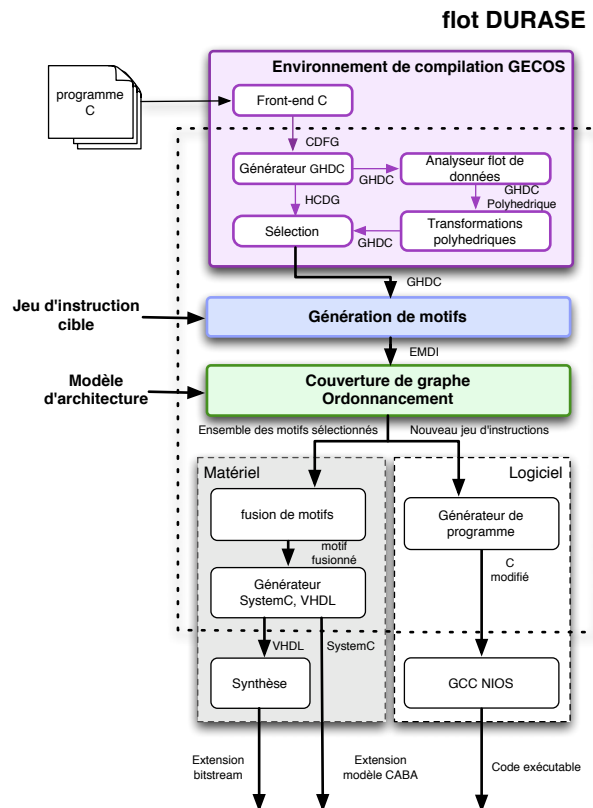 flot DURASE
Environnement de compilation GECOS
programme
C
Front-end C
CDFG
Générateur GHDC
GHDC
Analyseur flot de
données
HCDG
GHDC
Polyhedrique
Sélection
GHDC
Transformations
polyhedriques
GHDC
Jeu d'instruction
cible
Génération de motifs
EMDI
Modèle
d'architecture
Couverture de graphe
Ordonnancement
Ensemble des motifs sélectionnés
Nouveau jeu d'instructions
Matériel
Logiciel
fusion de motifs
Générateur de
programme
motif
fusionné
C
modifié
Générateur
SystemC, VHDL
VHDL
SystemC
Synthèse
GCC NIOS
Extension
bitstream
Extension
modèle CABA
Code exécutable